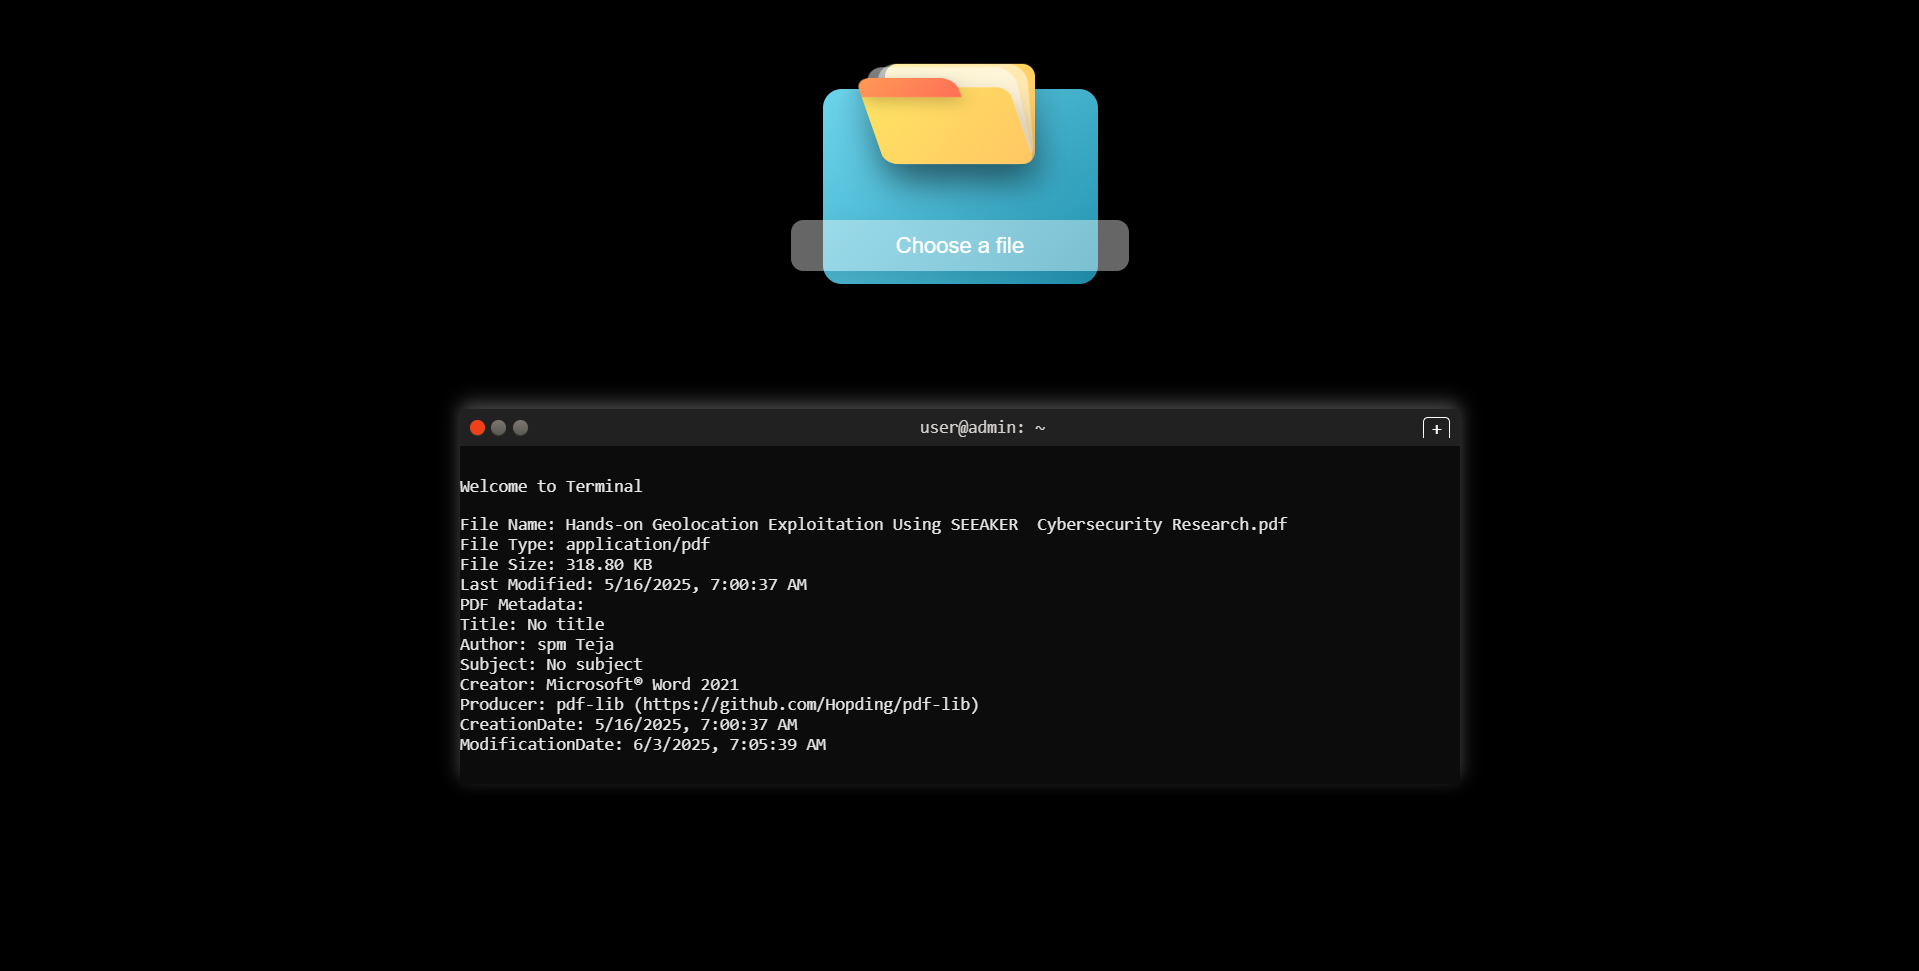 Choose a file
user@admin: ~
+
Welcome to Terminal
File Name: Hands-on Geolocation Exploitation Using SEEAKER  Cybersecurity Research.pdf
File Type: application/pdf
File Size: 318.80 KB
Last Modified: 5/16/2025, 7:00:37 AM
PDF Metadata:
Title: No title
Author: spm Teja
Subject: No subject
Creator: Microsoft® Word 2021
Producer: pdf-lib (https://github.com/Hopding/pdf-lib)
CreationDate: 5/16/2025, 7:00:37 AM
ModificationDate: 6/3/2025, 7:05:39 AM